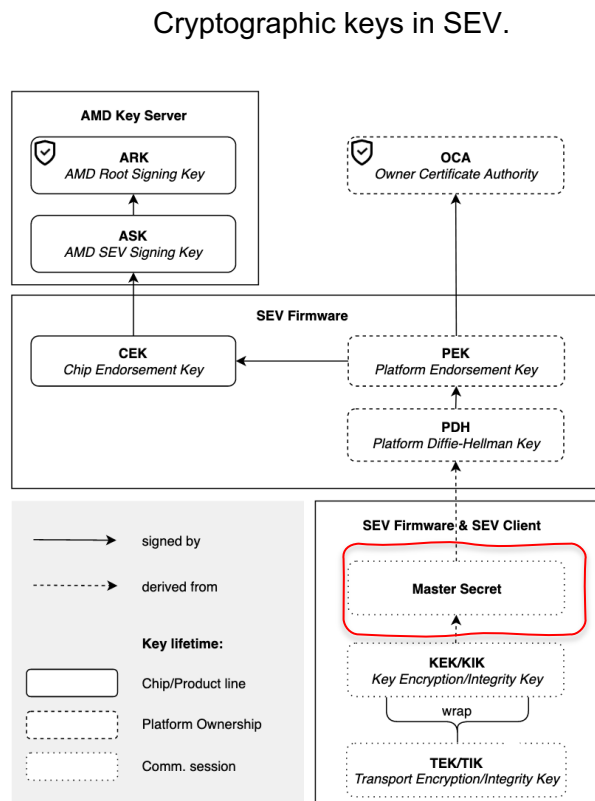 Cryptographic keys in SEV.
AMD Key Server
ARK
AMD Root Signing Key
OCA
Owner Certificate Authority
ASK
AMD SEV Signing Key
SEV Firmware
CEK
Chip Endorsement Key
PEK
Platform Endorsement Key
PDH
Platform Diffie-Hellman Key
signed by
derived from
Key lifetime:
Chip/Product line
Platform Ownership
Comm. session
SEV Firmware & SEV Client
Master Secret
KEK/KIK
Key Encryption/Integrity Key
wrap
TEK/TIK
Transport Encryption/Integrity Key